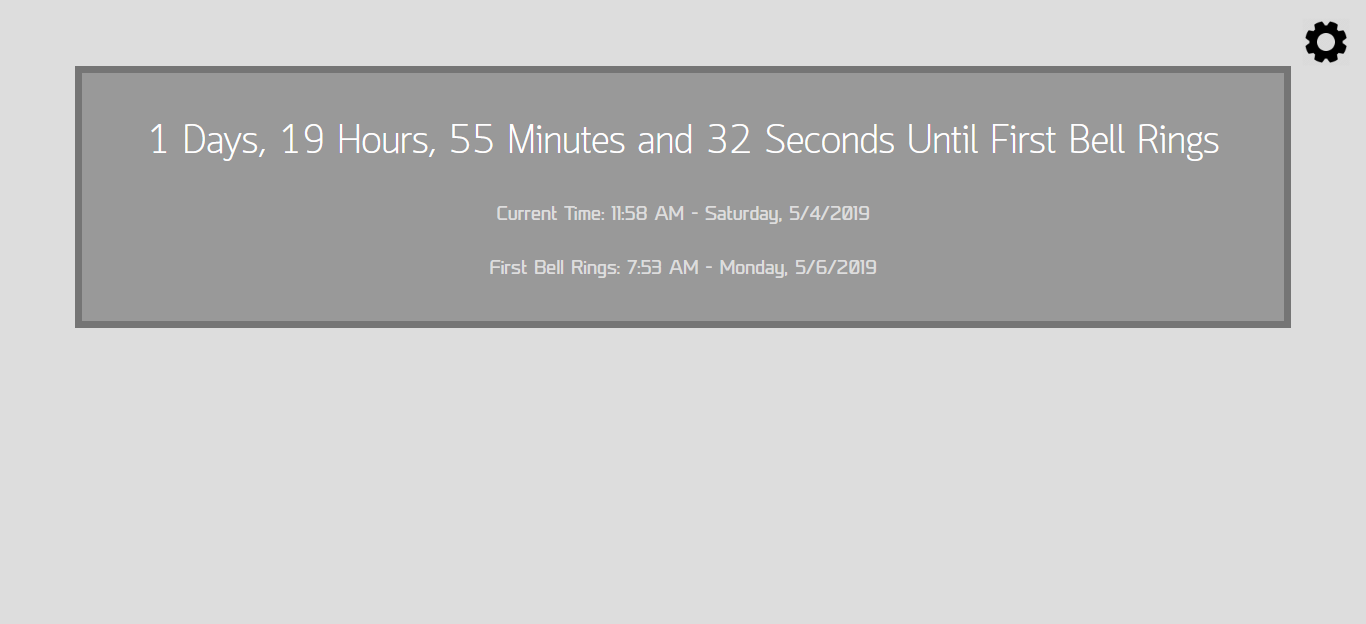 1 Days, 19 Hours, 55 Minutes and 32 Seconds Until First Bell Rings
Current Time: 11:58 AM - Saturday, 5/4/2019
First Bell Rings: 7:53 AM - Monday, 5/6/2019